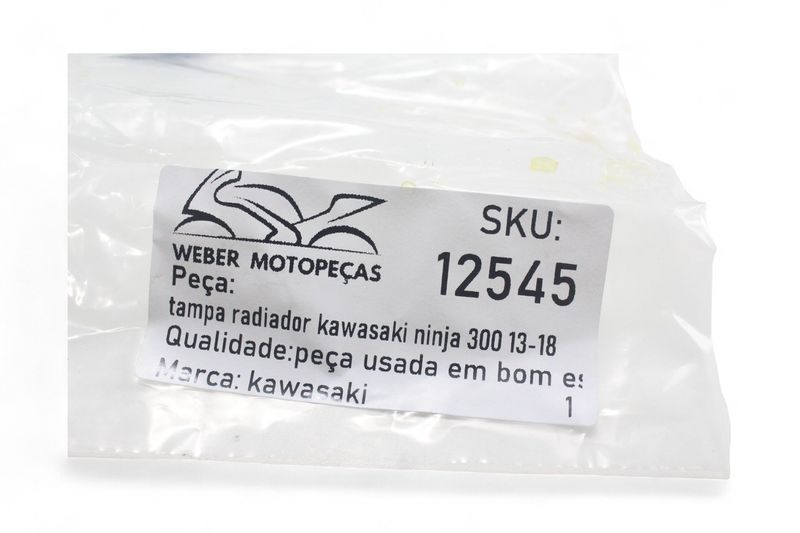 SKU:
12545
WEBER MOTOPEÇAS
Peça:
tampa radiador kawasaki ninja 300 13-18
Qualidade:peça usada em bom es
Marca: kawasaki
1